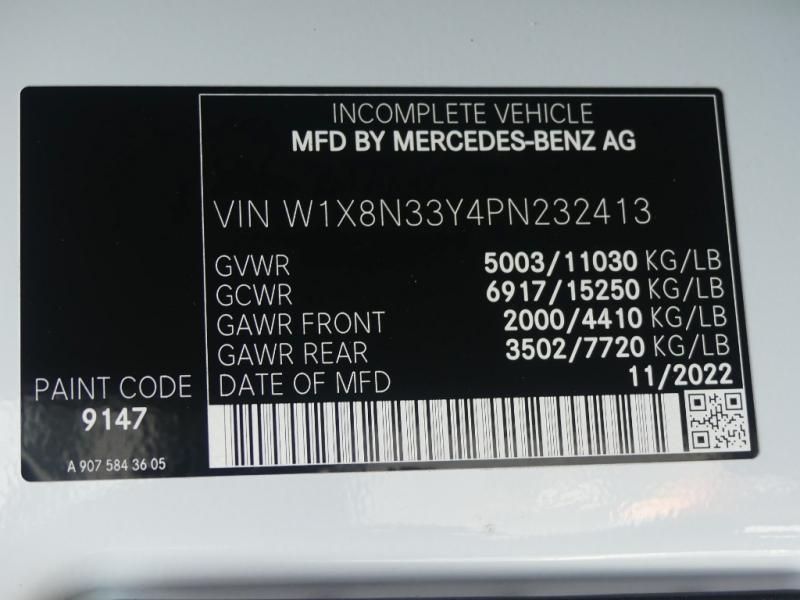 INCOMPLETE VEHICLE
MFD BY MERCEDES-BENZ AG
VIN W1X8N33Y4PN232413
GVWR 5003/11030 KG/LB
GCWR 6917/15250 KG/LB
GAWR FRONT 2000/4410 KG/LB
GAWR REAR 3502/7720 KG/LB
DATE OF MFD 11/2022
PAINT CODE
9147
A 907 584 36 05